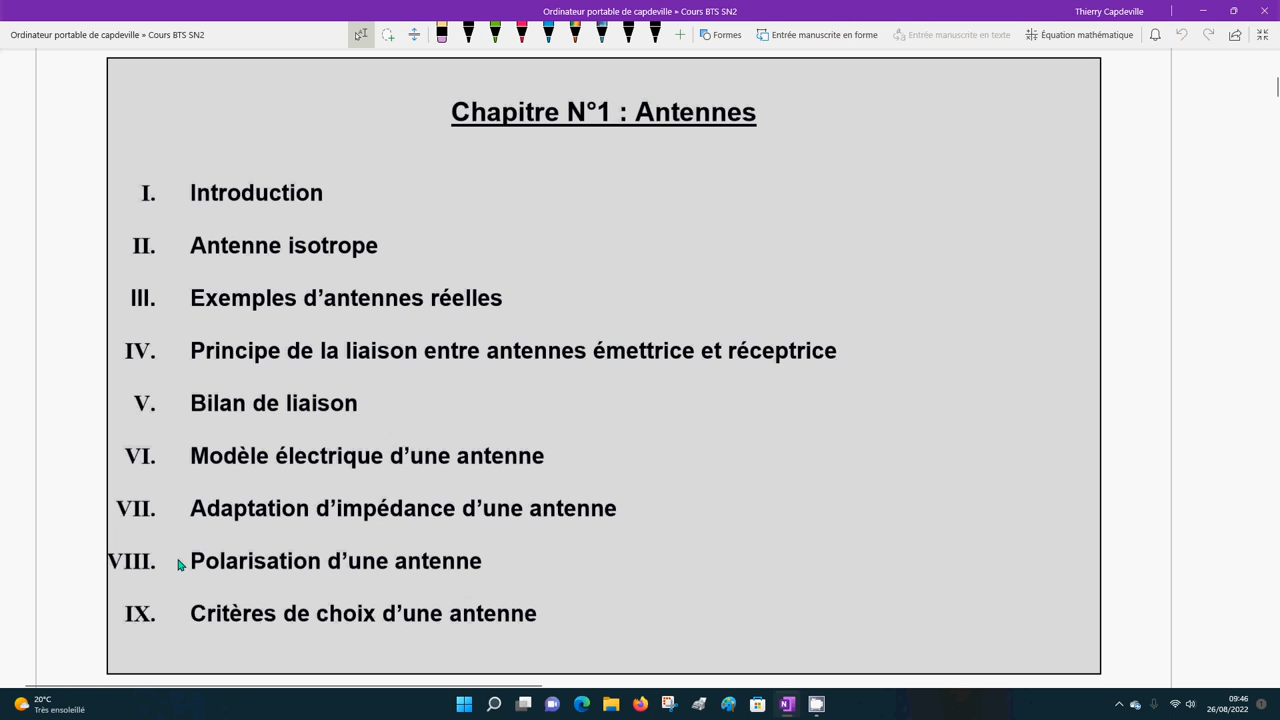 Ordinateur portable de capdeville » Cours BTS SN2
Thierry Capdeville
Ordinateur portable de capdeville » Cours BTS SN2
Formes
Entrée manuscrite en forme
Entrée manuscrite en texte
Équation mathématique
Chapitre N°1 : Antennes
I. Introduction
II. Antenne isotrope
III. Exemples d’antennes réelles
IV. Principe de la liaison entre antennes émettrice et réceptrice
V. Bilan de liaison
VI. Modèle électrique d’une antenne
VII. Adaptation d’impédance d’une antenne
VIII. Polarisation d’une antenne
IX. Critères de choix d’une antenne
20°C
Très ensoleillé
09:46
26/08/2022